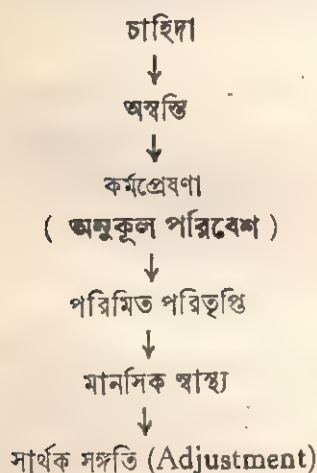 চাহিদা
↓
অস্বস্তি
↓
কর্মপ্রেষণা
( অনুকূল পরিবেশ )
↓
পরিমিত পরিতৃপ্তি
↓
মানসিক স্বাস্থ্য
↓
সার্থক সঙ্গতি (Adjustment)